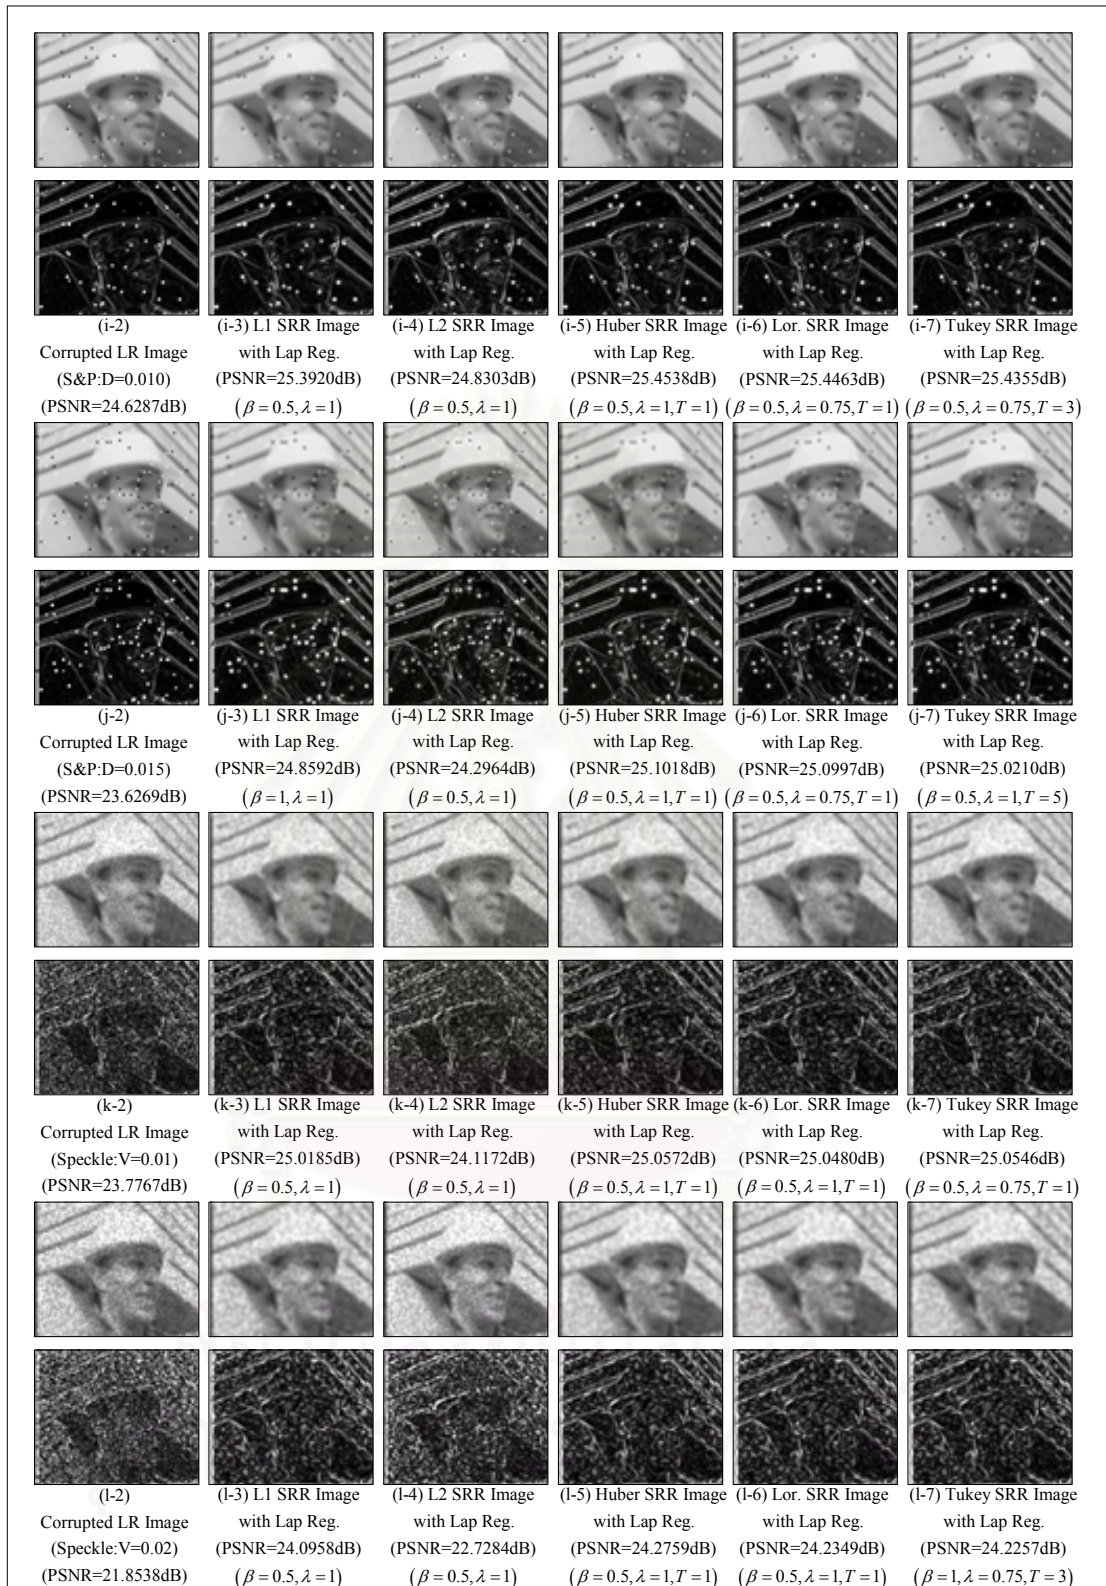 (i-2)
Corrupted LR Image
(S&P:D=0.010)
(PSNR=24.6287dB)
(i-3) L1 SRR Image
with Lap Reg.
(PSNR=25.3920dB)
(β = 0.5, λ = 1)
(i-4) L2 SRR Image
with Lap Reg.
(PSNR=24.8303dB)
(β = 0.5, λ = 1)
(i-5) Huber SRR Image
with Lap Reg.
(PSNR=25.4538dB)
(β = 0.5, λ = 1, T = 1)
(i-6) Lor. SRR Image
with Lap Reg.
(PSNR=25.4463dB)
(β = 0.5, λ = 0.75, T = 1)
(i-7) Tukey SRR Image
with Lap Reg.
(PSNR=25.4355dB)
(β = 0.5, λ = 0.75, T = 3)
(j-2)
Corrupted LR Image
(S&P:D=0.015)
(PSNR=23.6269dB)
(j-3) L1 SRR Image
with Lap Reg.
(PSNR=24.8592dB)
(β = 1, λ = 1)
(j-4) L2 SRR Image
with Lap Reg.
(PSNR=24.2964dB)
(β = 0.5, λ = 1)
(j-5) Huber SRR Image
with Lap Reg.
(PSNR=25.1018dB)
(β = 0.5, λ = 1, T = 1)
(j-6) Lor. SRR Image
with Lap Reg.
(PSNR=25.0997dB)
(β = 0.5, λ = 0.75, T = 1)
(j-7) Tukey SRR Image
with Lap Reg.
(PSNR=25.0210dB)
(β = 0.5, λ = 1, T = 5)
(k-2)
Corrupted LR Image
(Speckle:V=0.01)
(PSNR=23.7767dB)
(k-3) L1 SRR Image
with Lap Reg.
(PSNR=25.0185dB)
(β = 0.5, λ = 1)
(k-4) L2 SRR Image
with Lap Reg.
(PSNR=24.1172dB)
(β = 0.5, λ = 1)
(k-5) Huber SRR Image
with Lap Reg.
(PSNR=25.0572dB)
(β = 0.5, λ = 1, T = 1)
(k-6) Lor. SRR Image
with Lap Reg.
(PSNR=25.0480dB)
(β = 0.5, λ = 1, T = 1)
(k-7) Tukey SRR Image
with Lap Reg.
(PSNR=25.0546dB)
(β = 0.5, λ = 0.75, T = 1)
(l-2)
Corrupted LR Image
(Speckle:V=0.02)
(PSNR=21.8538dB)
(l-3) L1 SRR Image
with Lap Reg.
(PSNR=24.0958dB)
(β = 0.5, λ = 1)
(l-4) L2 SRR Image
with Lap Reg.
(PSNR=22.7284dB)
(β = 0.5, λ = 1)
(l-5) Huber SRR Image
with Lap Reg.
(PSNR=24.2759dB)
(β = 0.5, λ = 1, T = 1)
(l-6) Lor. SRR Image
with Lap Reg.
(PSNR=24.2349dB)
(β = 0.5, λ = 1, T = 1)
(l-7) Tukey SRR Image
with Lap Reg.
(PSNR=24.2257dB)
(β = 1, λ = 0.75, T = 3)